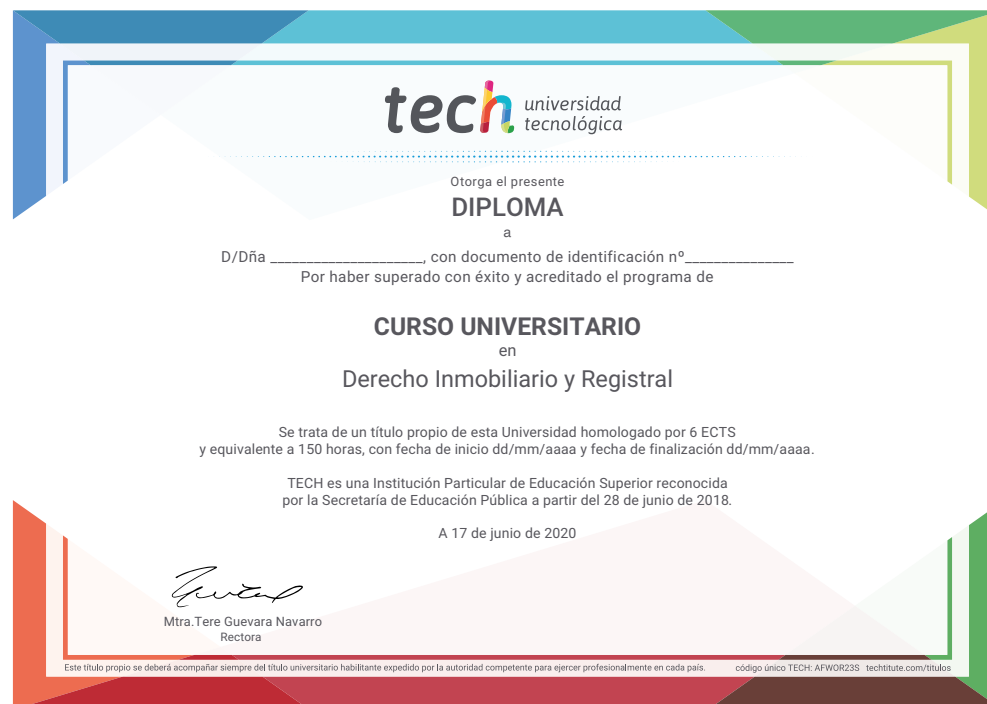 tech universidad
tecnológica
Otorga el presente
DIPLOMA
a
D/Dña ______________________, con documento de identificación nº________________
Por haber superado con éxito y acreditado el programa de
CURSO UNIVERSITARIO
en
Derecho Inmobiliario y Registral
Se trata de un título propio de esta Universidad homologado por 6 ECTS
y equivalente a 150 horas, con fecha de inicio dd/mm/aaaa y fecha de finalización dd/mm/aaaa.
TECH es una Institución Particular de Educación Superior reconocida
por la Secretaría de Educación Pública a partir del 28 de junio de 2018.
A 17 de junio de 2020
Mtra.Tere Guevara Navarro
Rectora
Este título propio se deberá acompañar siempre del título universitario habilitante expedido por la autoridad competente para ejercer profesionalmente en cada país. código único TECH: AFWOR23S techtitute.com/titulos